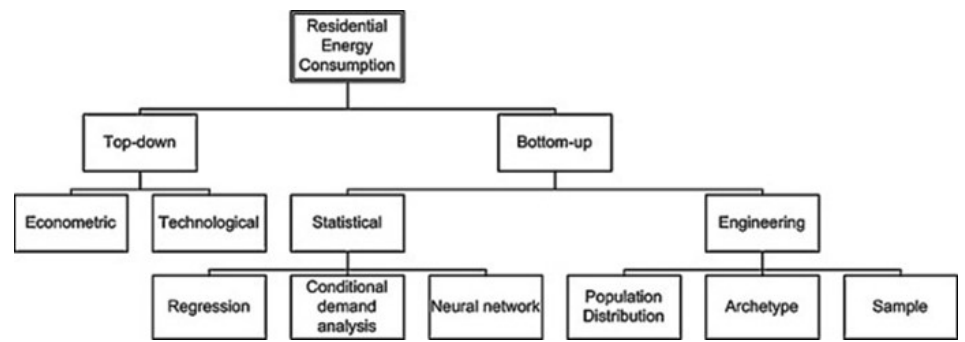 Residential
Energy
Consumption
Top-down
Bottom-up
Econometric
Technological
Statistical
Engineering
Regression
Conditional
demand
analysis
Neural network
Population
Distribution
Archetype
Sample